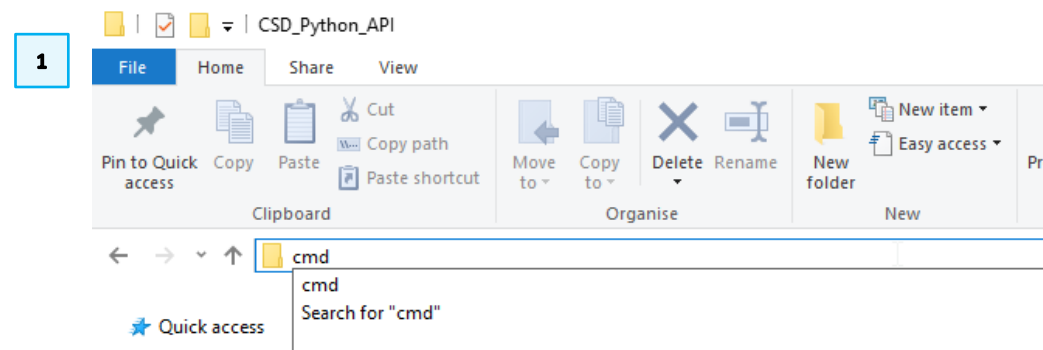 CSD_Python_API
1
File Home Share View
Pin to Quick access
Copy
Paste
Cut
Copy path
Paste shortcut
Move to
Copy to
Delete
Rename
New folder
New item
Easy access
Pr
Clipboard
Organise
New
cmd
cmd
Search for "cmd"
Quick access